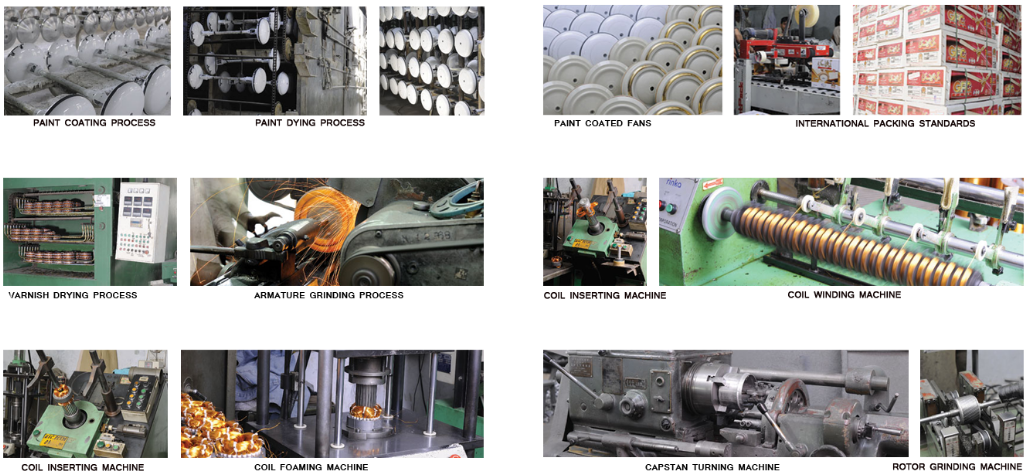 PAINT COATING PROCESS
PAINT DYING PROCESS
PAINT COATED FANS
INTERNATIONAL PACKING STANDARDS
rinko
VARNISH DRYING PROCESS
ARMATURE GRINDING PROCESS
COIL INSERTING MACHINE
COIL WINDING MACHINE
COIL INSERTING MACHINE
COIL FOAMING MACHINE
CAPSTAN TURNING MACHINE
ROTOR GRINDING MACHINE